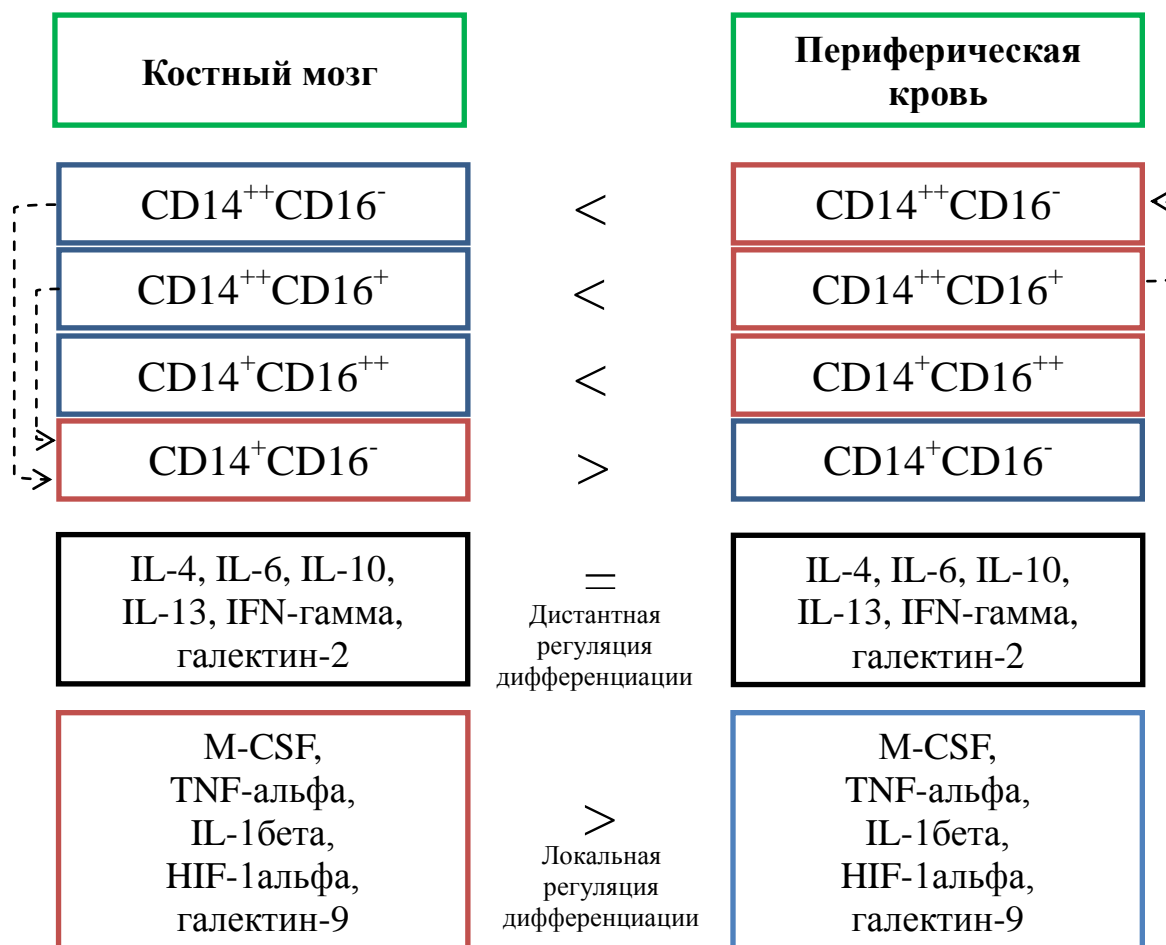 Костный мозг
Периферическая
кровь
CD14⁺⁺CD16⁻
<
CD14⁺⁺CD16⁻
CD14⁺⁺CD16⁺
<
CD14⁺⁺CD16⁺
CD14⁺CD16⁺⁺
<
CD14⁺CD16⁺⁺
CD14⁺CD16⁻
>
CD14⁺CD16⁻
IL-4, IL-6, IL-10,
IL-13, IFN-гамма,
галектин-2
=
Дистантная
регуляция
дифференциации
IL-4, IL-6, IL-10,
IL-13, IFN-гамма,
галектин-2
M-CSF,
TNF-альфа,
IL-1бета,
HIF-1альфа,
галектин-9
>
Локальная
регуляция
дифференциации
M-CSF,
TNF-альфа,
IL-1бета,
HIF-1альфа,
галектин-9